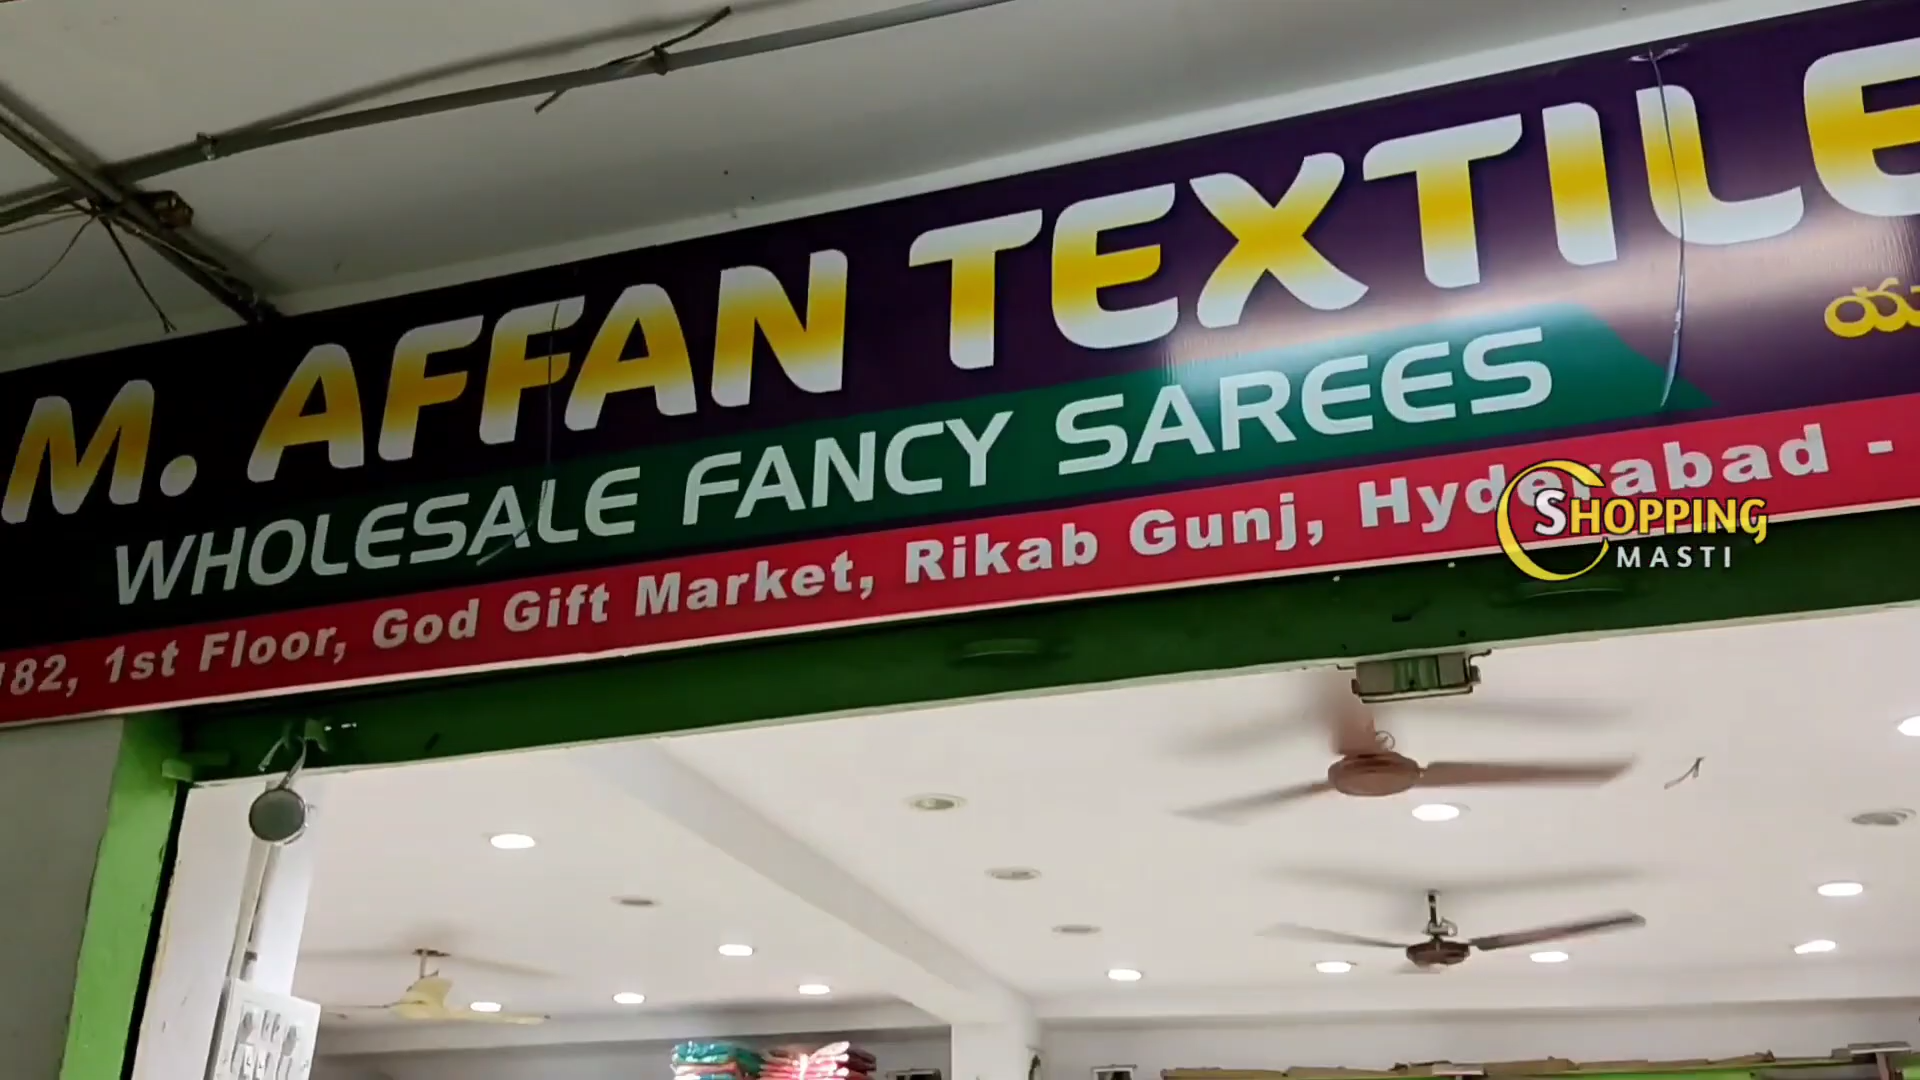 M. AFFAN TEXTILE
WHOLESALE FANCY SAREES
182, 1st Floor, God Gift Market, Rikab Gunj, Hyderabad -
SHOPPING
MASTI